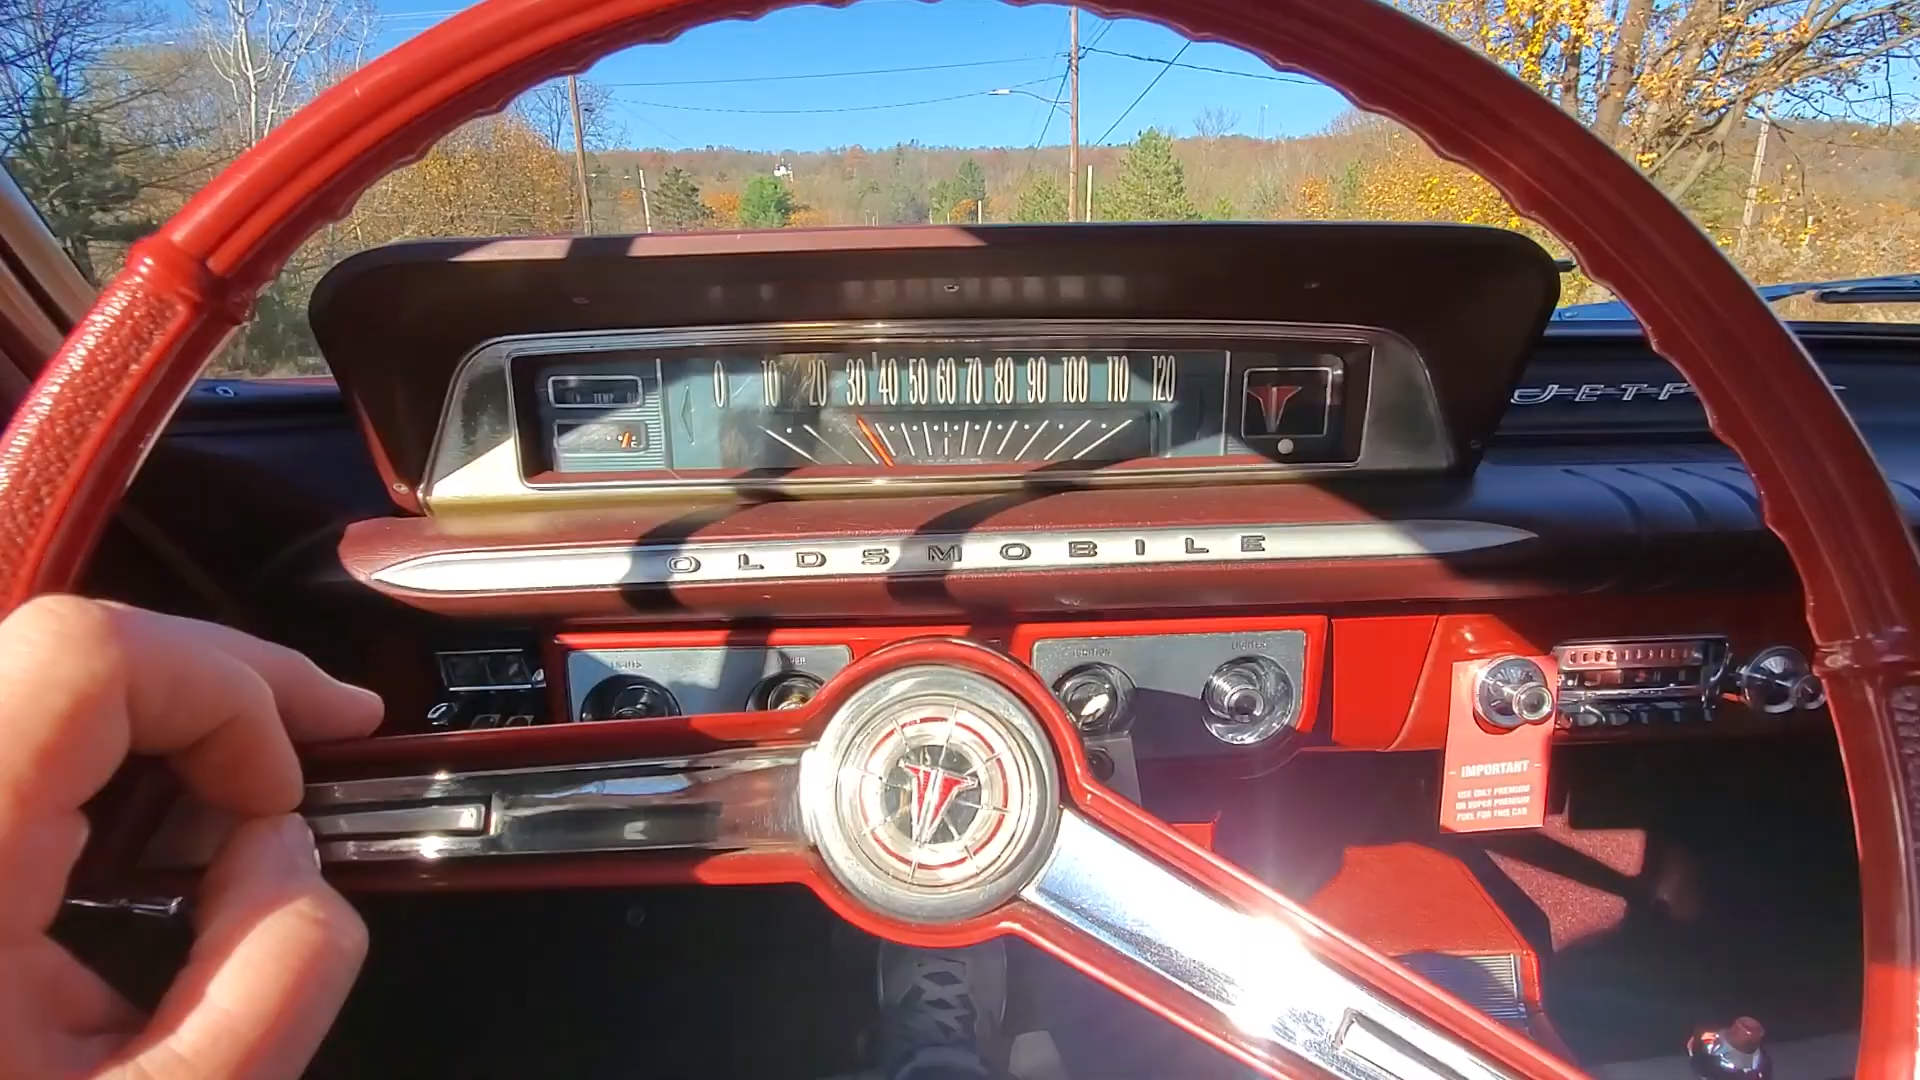 JETF
TEMP
0 10 20 30 40 50 60 70 80 90 100 110 120
E
OLDSMOBILE
LIGHTS
IGNITION
LIGHTER
- IMPORTANT -
USE ONLY PREMIUM
OR SUPER PREMIUM
FUEL FOR THIS CAR